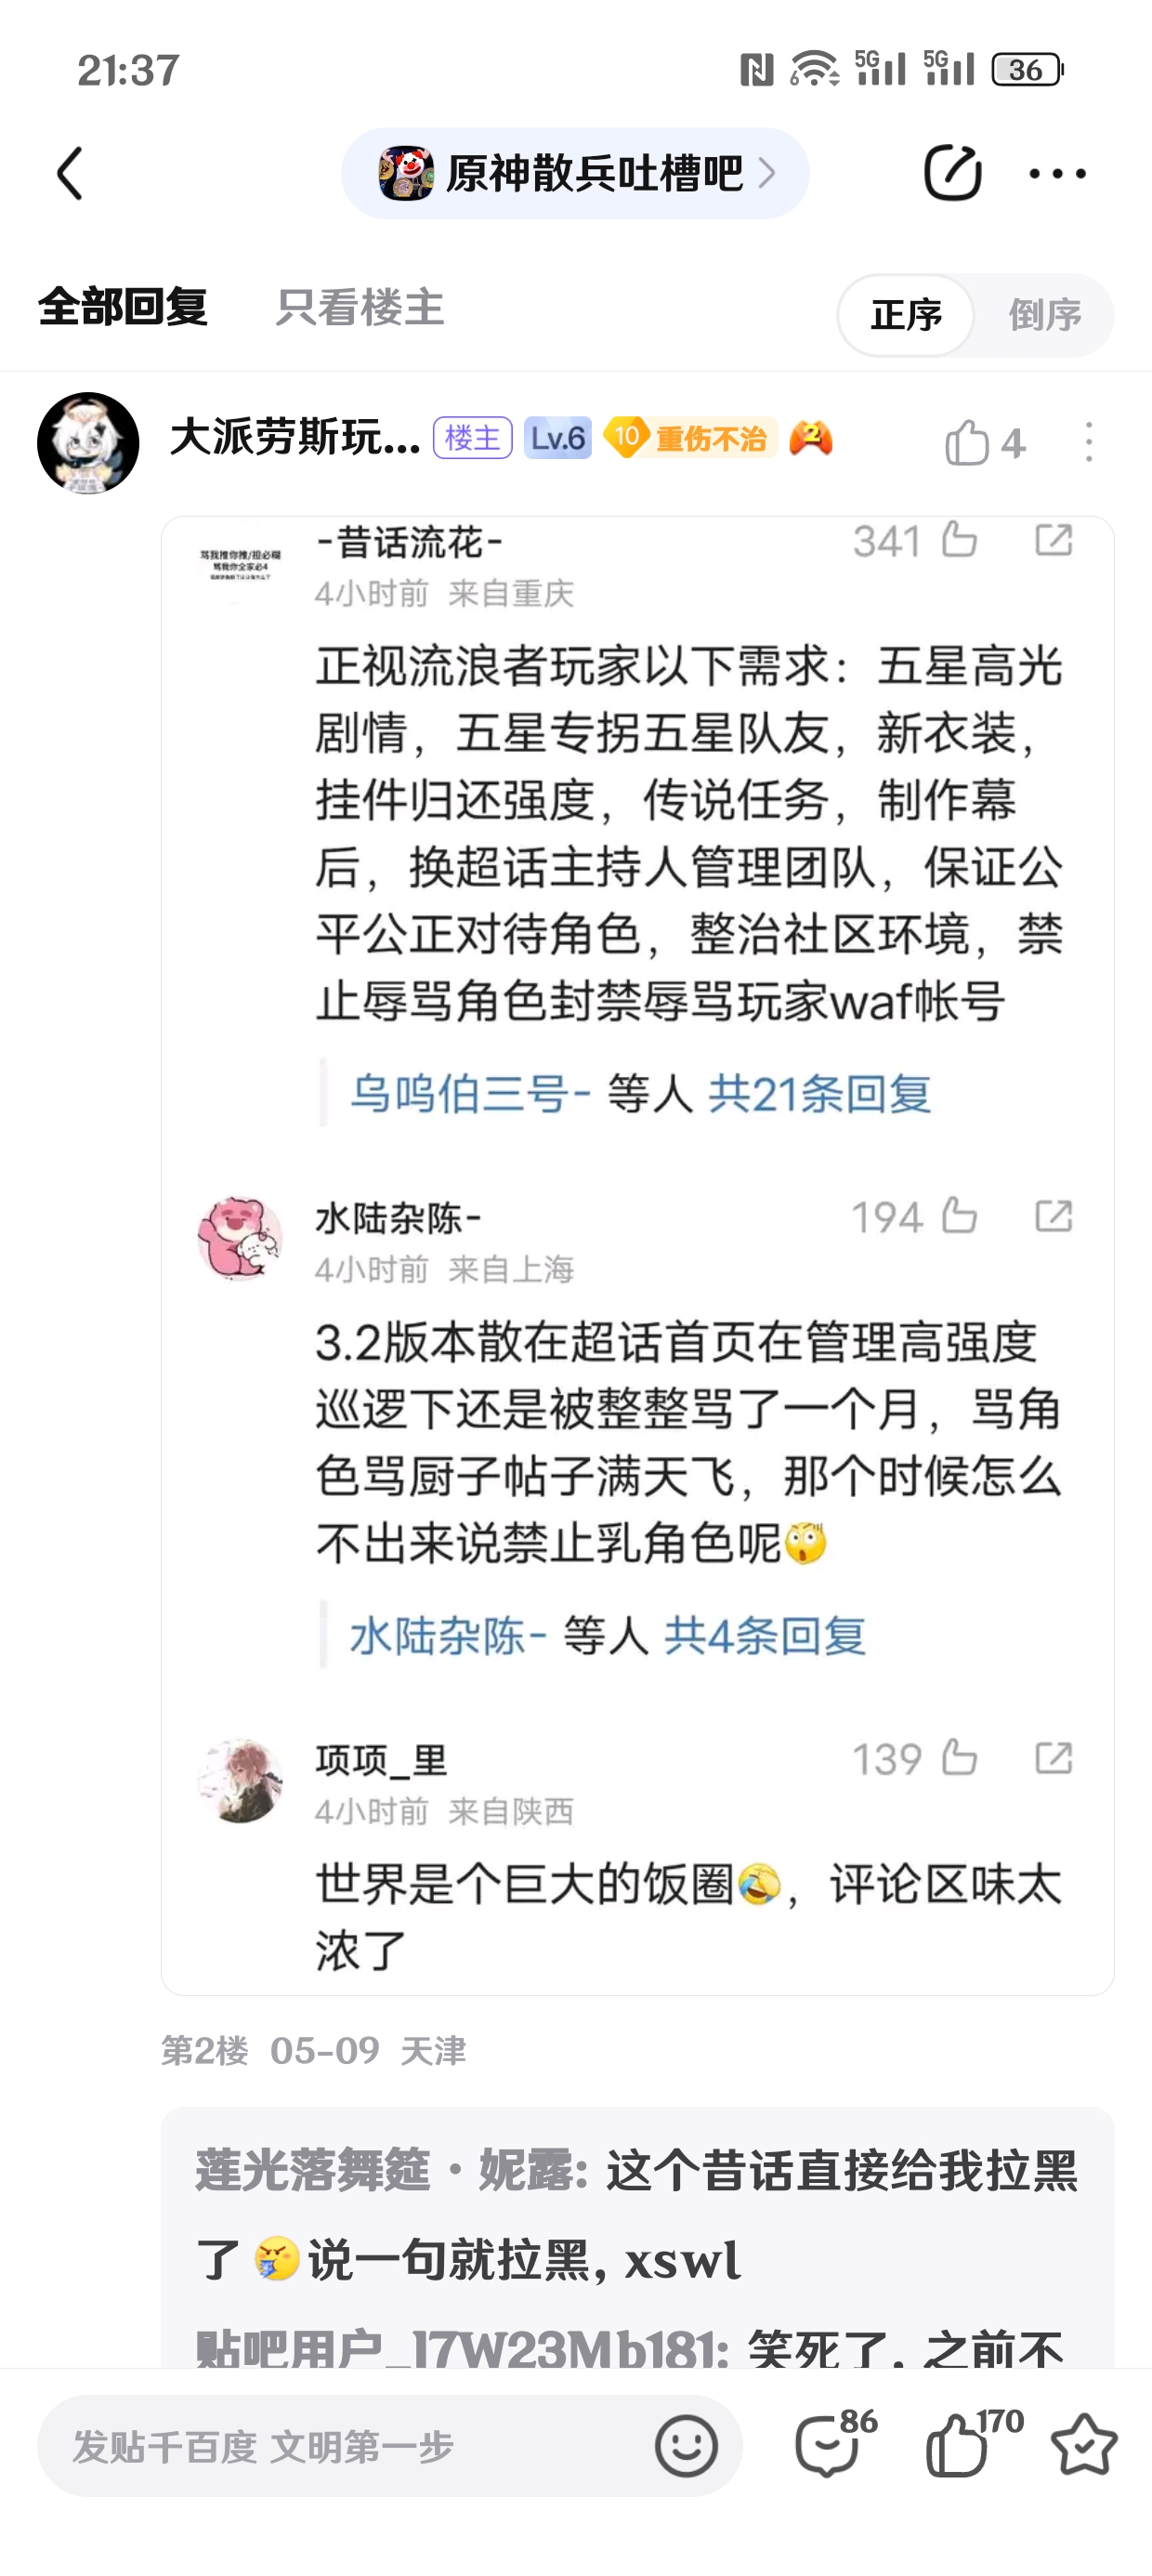 21:37
5G 5G 36
原神散兵吐槽吧
全部回复 只看楼主 正序 倒序
大派劳斯玩... 楼主 Lv.6 10 重伤不治 2 4
-昔话流花- 341
4小时前 来自重庆
正视流浪者玩家以下需求：五星高光
剧情，五星专拐五星队友，新衣装，
挂件归还强度，传说任务，制作幕
后，换超话主持人管理团队，保证公
平公正对待角色，整治社区环境，禁
止辱骂角色封禁辱骂玩家waf帐号
乌鸣伯三号- 等人 共21条回复
水陆杂陈- 194
4小时前 来自上海
3.2版本散在超话首页在管理高强度
巡逻下还是被整整骂了一个月，骂角
色骂厨子帖子满天飞，那个时候怎么
不出来说禁止乳角色呢
水陆杂陈- 等人 共4条回复
项项_里 139
4小时前 来自陕西
世界是个巨大的饭圈，评论区味太
浓了
第2楼 05-09 天津
莲光落舞筵·妮露: 这个昔话直接给我拉黑
了 说一句就拉黑, xswl
贴吧用户_17W23Mb181: 笑死了, 之前不
发贴千百度 文明第一步 86 170